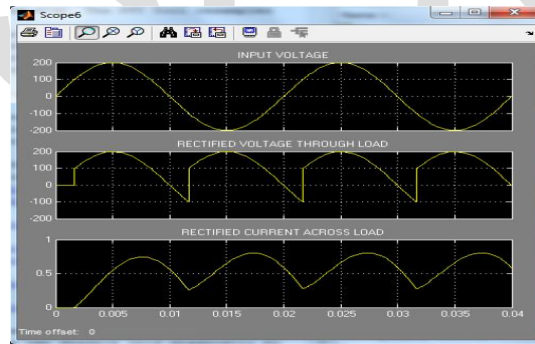 Scope6
INPUT VOLTAGE
200
100
0
-100
-200
RECTIFIED VOLTAGE THROUGH LOAD
200
100
0
-100
-200
RECTIFIED CURRENT ACROSS LOAD
1
0.5
0
0 0.005 0.01 0.015 0.02 0.025 0.03 0.035 0.04
Time offset: 0